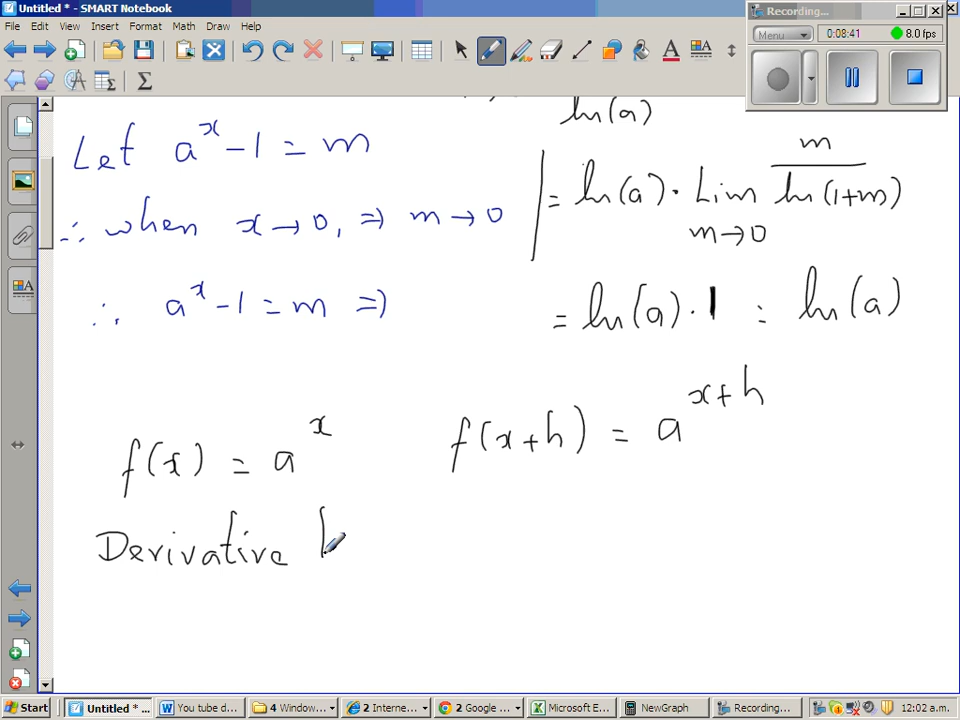 Untitled * - SMART Notebook
File Edit View Insert Format Math Draw Help
Recording...
Menu 0:08:41 8.0 fps
ln(a)
Let a^x - 1 = m
= ln(a) · Lim m→0 m / ln(1+m)
∴ when x → 0, ⇒ m → 0
∴ a^x - 1 = m ⇒
= ln(a) · 1 = ln(a)
f(x) = a^x f(x+h) = a^(x+h)
Derivative
Start Untitled * ... Word You tube d... 4 Window... 2 Interne... 2 Google ... Microsoft E... NewGraph Recording... 12:02 a.m.